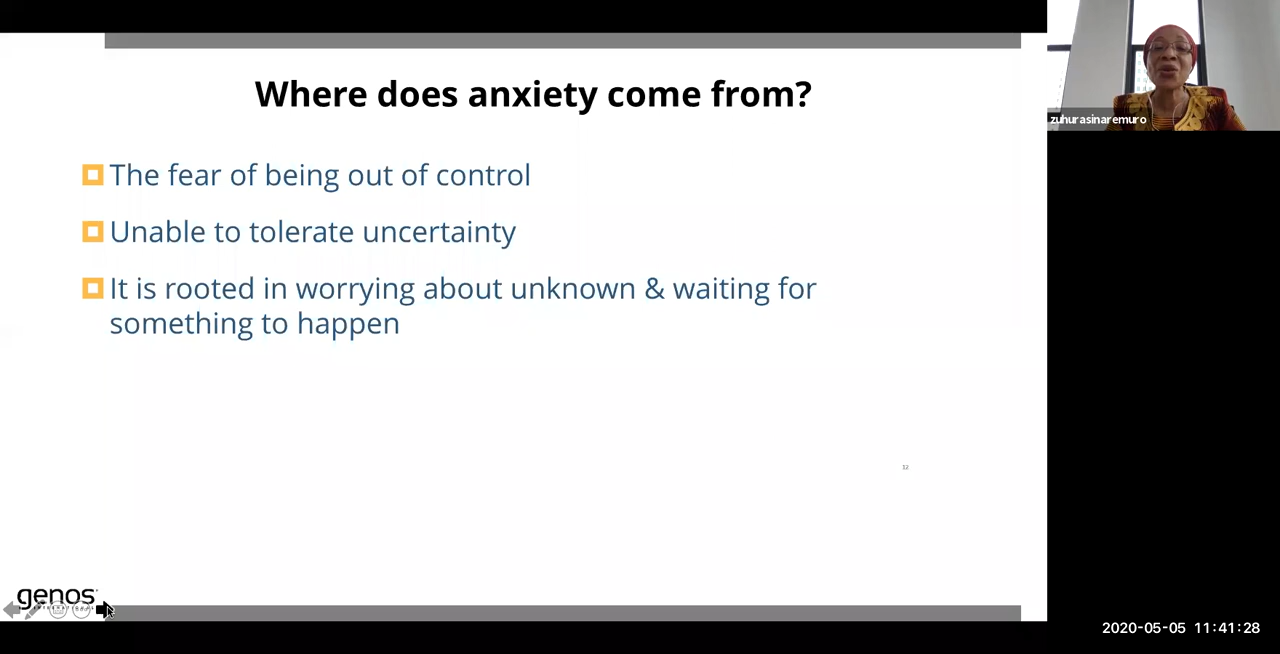 Where does anxiety come from?
zuhurasinaremuro
The fear of being out of control
Unable to tolerate uncertainty
It is rooted in worrying about unknown & waiting for
something to happen
12
genos
2020-05-05 11:41:28